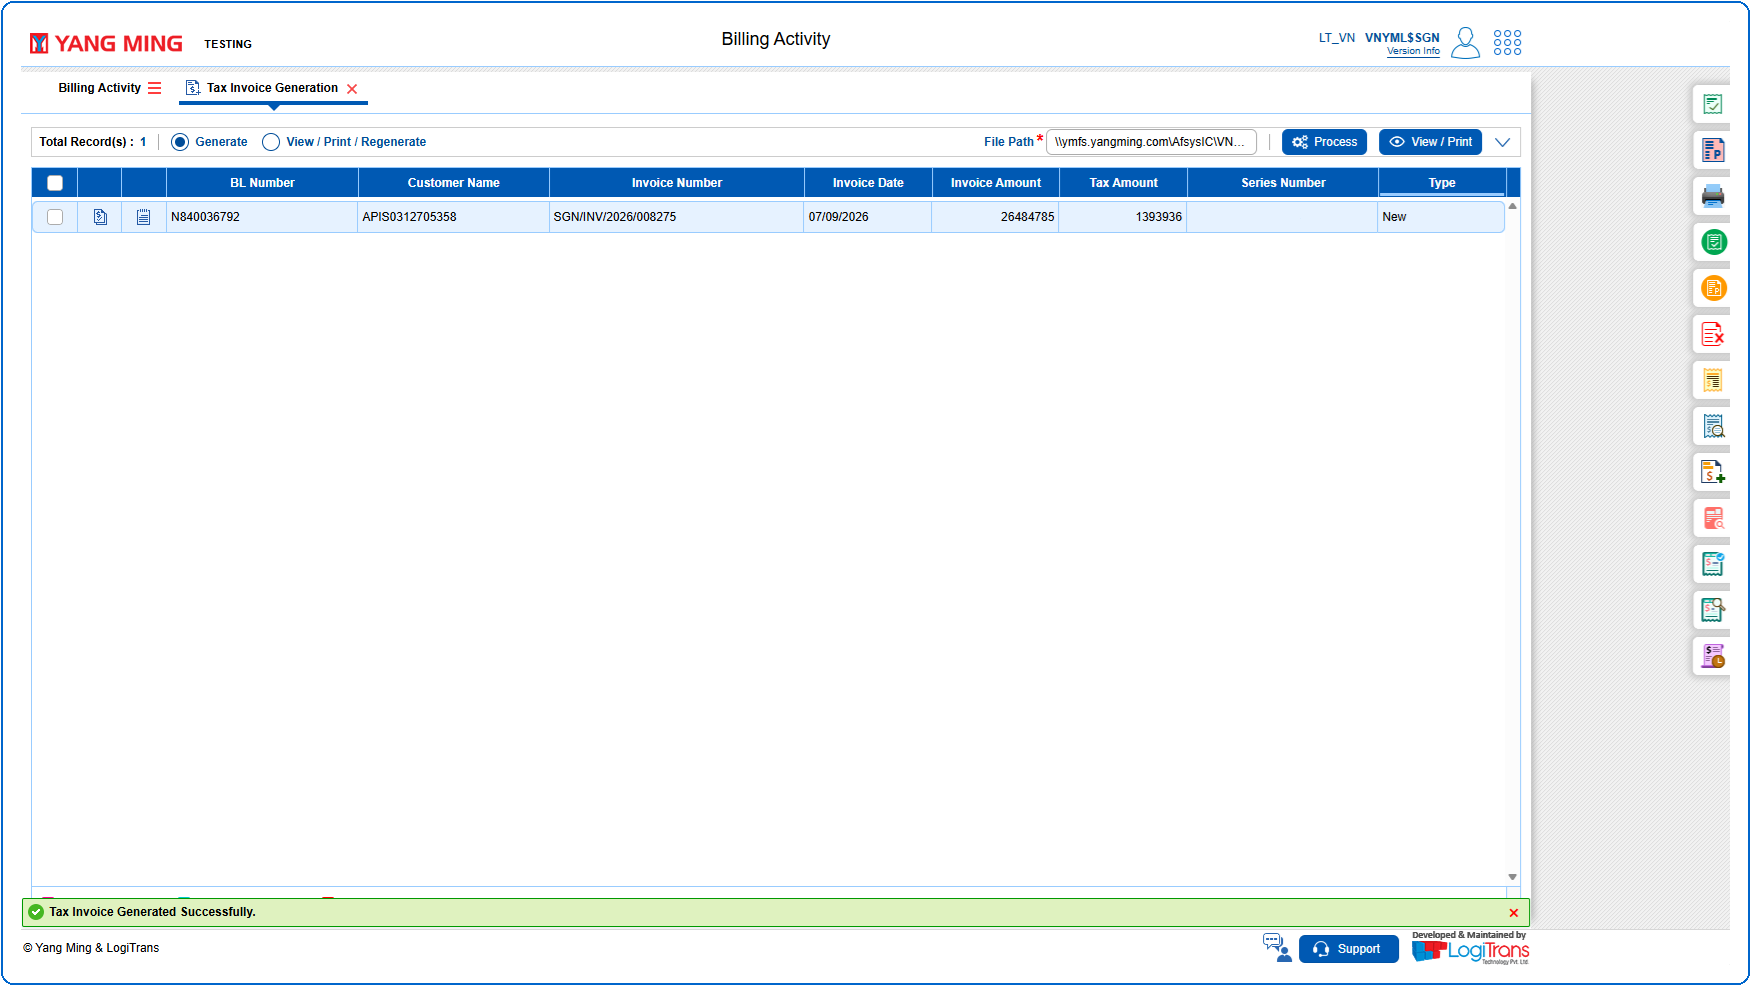 YANG MING TESTING
Billing Activity
LT_VN VNYML$SGN
Version Info
Billing Activity
Tax Invoice Generation
Total Record(s) : 1
Generate
View / Print / Regenerate
File Path*
\\ymfs.yangming.com\AfsysIC\VN...
Process
View / Print
BL Number Customer Name Invoice Number Invoice Date Invoice Amount Tax Amount Series Number Type
N840036792 APIS0312705358 SGN/INV/2026/008275 07/09/2026 26484785 1393936 New
Tax Invoice Generated Successfully.
© Yang Ming & LogiTrans
Support
Developed & Maintained by
LogiTrans
Technology Pvt. Ltd.